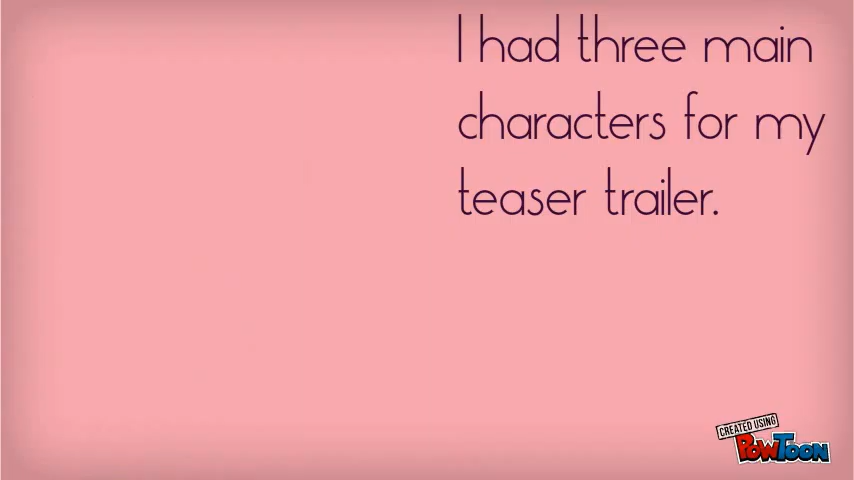 I had three main
characters for my
teaser trailer.
CREATED USING
POWTOON